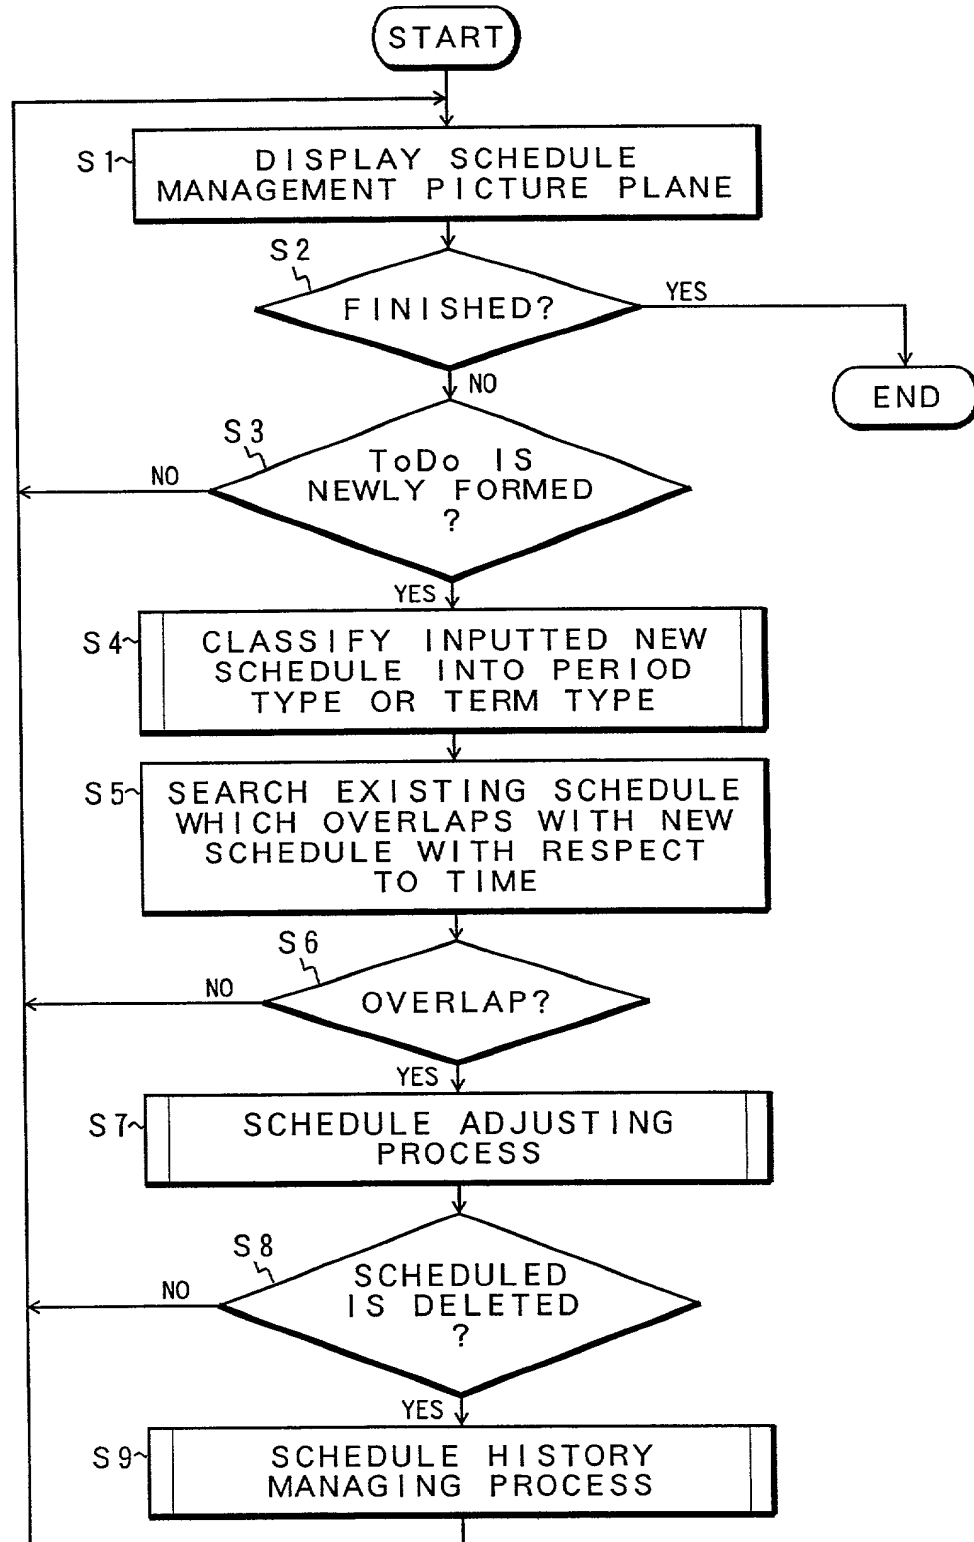 START
S1
DISPLAY SCHEDULE
MANAGEMENT PICTURE PLANE
S2
FINISHED?
YES
END
NO
S3
ToDo IS
NEWLY FORMED
?
NO
YES
S4
CLASSIFY INPUTTED NEW
SCHEDULE INTO PERIOD
TYPE OR TERM TYPE
S5
SEARCH EXISTING SCHEDULE
WHICH OVERLAPS WITH NEW
SCHEDULE WITH RESPECT
TO TIME
S6
OVERLAP?
NO
YES
S7
SCHEDULE ADJUSTING
PROCESS
S8
SCHEDULED
IS DELETED
?
NO
YES
S9
SCHEDULE HISTORY
MANAGING PROCESS